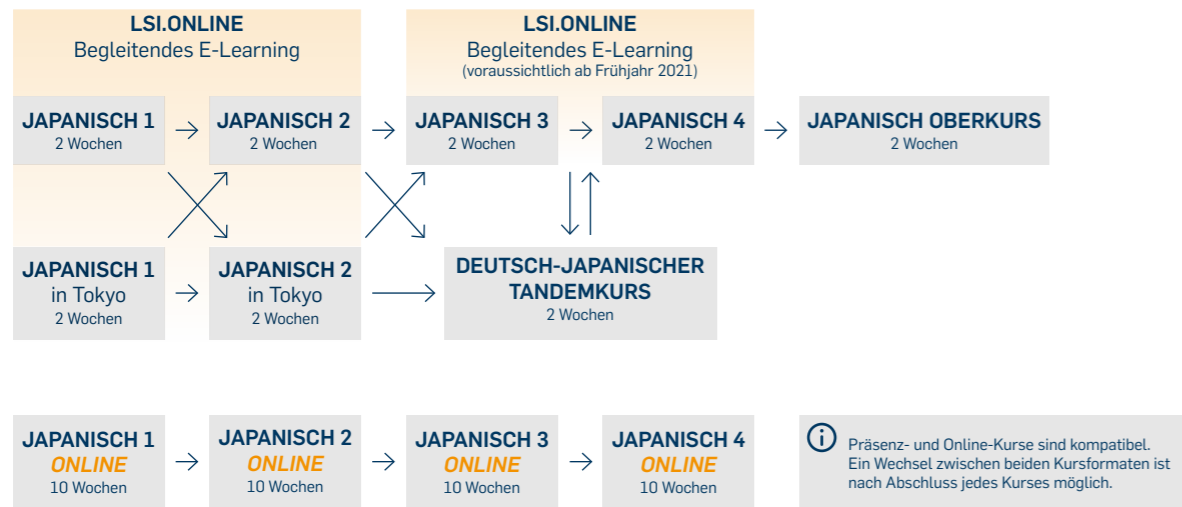 LSI.ONLINE
Begleitendes E-Learning
LSI.ONLINE
Begleitendes E-Learning
(voraussichtlich ab Frühjahr 2021)
JAPANISCH 1
2 Wochen
JAPANISCH 2
2 Wochen
JAPANISCH 3
2 Wochen
JAPANISCH 4
2 Wochen
JAPANISCH OBERKURS
2 Wochen
JAPANISCH 1
in Tokyo
2 Wochen
JAPANISCH 2
in Tokyo
2 Wochen
DEUTSCH-JAPANISCHER
TANDEMKURS
2 Wochen
JAPANISCH 1
ONLINE
10 Wochen
JAPANISCH 2
ONLINE
10 Wochen
JAPANISCH 3
ONLINE
10 Wochen
JAPANISCH 4
ONLINE
10 Wochen
Präsenz- und Online-Kurse sind kompatibel.
Ein Wechsel zwischen beiden Kursformaten ist
nach Abschluss jedes Kurses möglich.